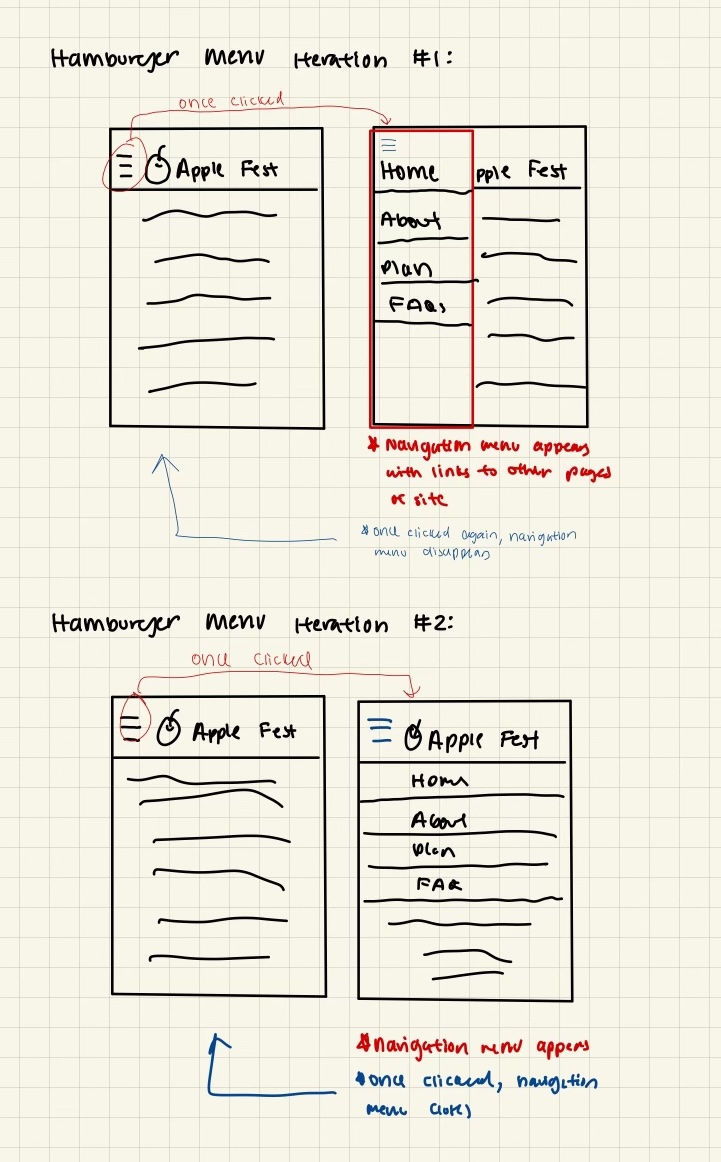 Hamburger Menu Iteration #1:
once clicked
Apple Fest
Home
pple Fest
About
Plan
FAQs
* Navigation menu appears
with links to other pages
of site
* once clicked again, navigation
menu disappears
Hamburger Menu Iteration #2:
once clicked
Apple Fest
Apple Fest
Home
About
Plan
FAQ
* Navigation menu appears
* once clicked, navigation
menu closes